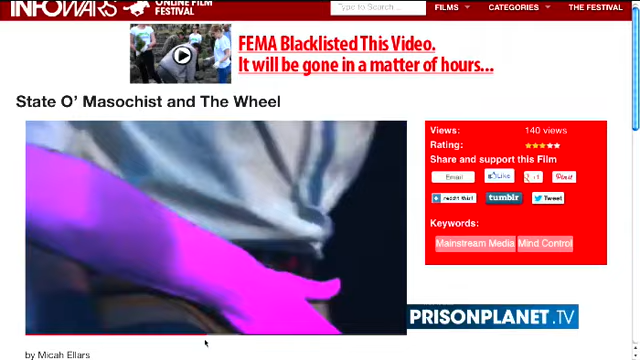 INFOWARS
ONLINE FILM
FESTIVAL
Type to Search...
FILMS
CATEGORIES
THE FESTIVAL
FEMA Blacklisted This Video.
It will be gone in a matter of hours...
State O' Masochist and The Wheel
Views: 140 views
Rating:
Share and support this Film
Email
Like
+1
Pinit
reddit this!
tumblr
Tweet
Keywords:
Mainstream Media Mind Control
PRISONPLANET.TV
by Micah Ellars